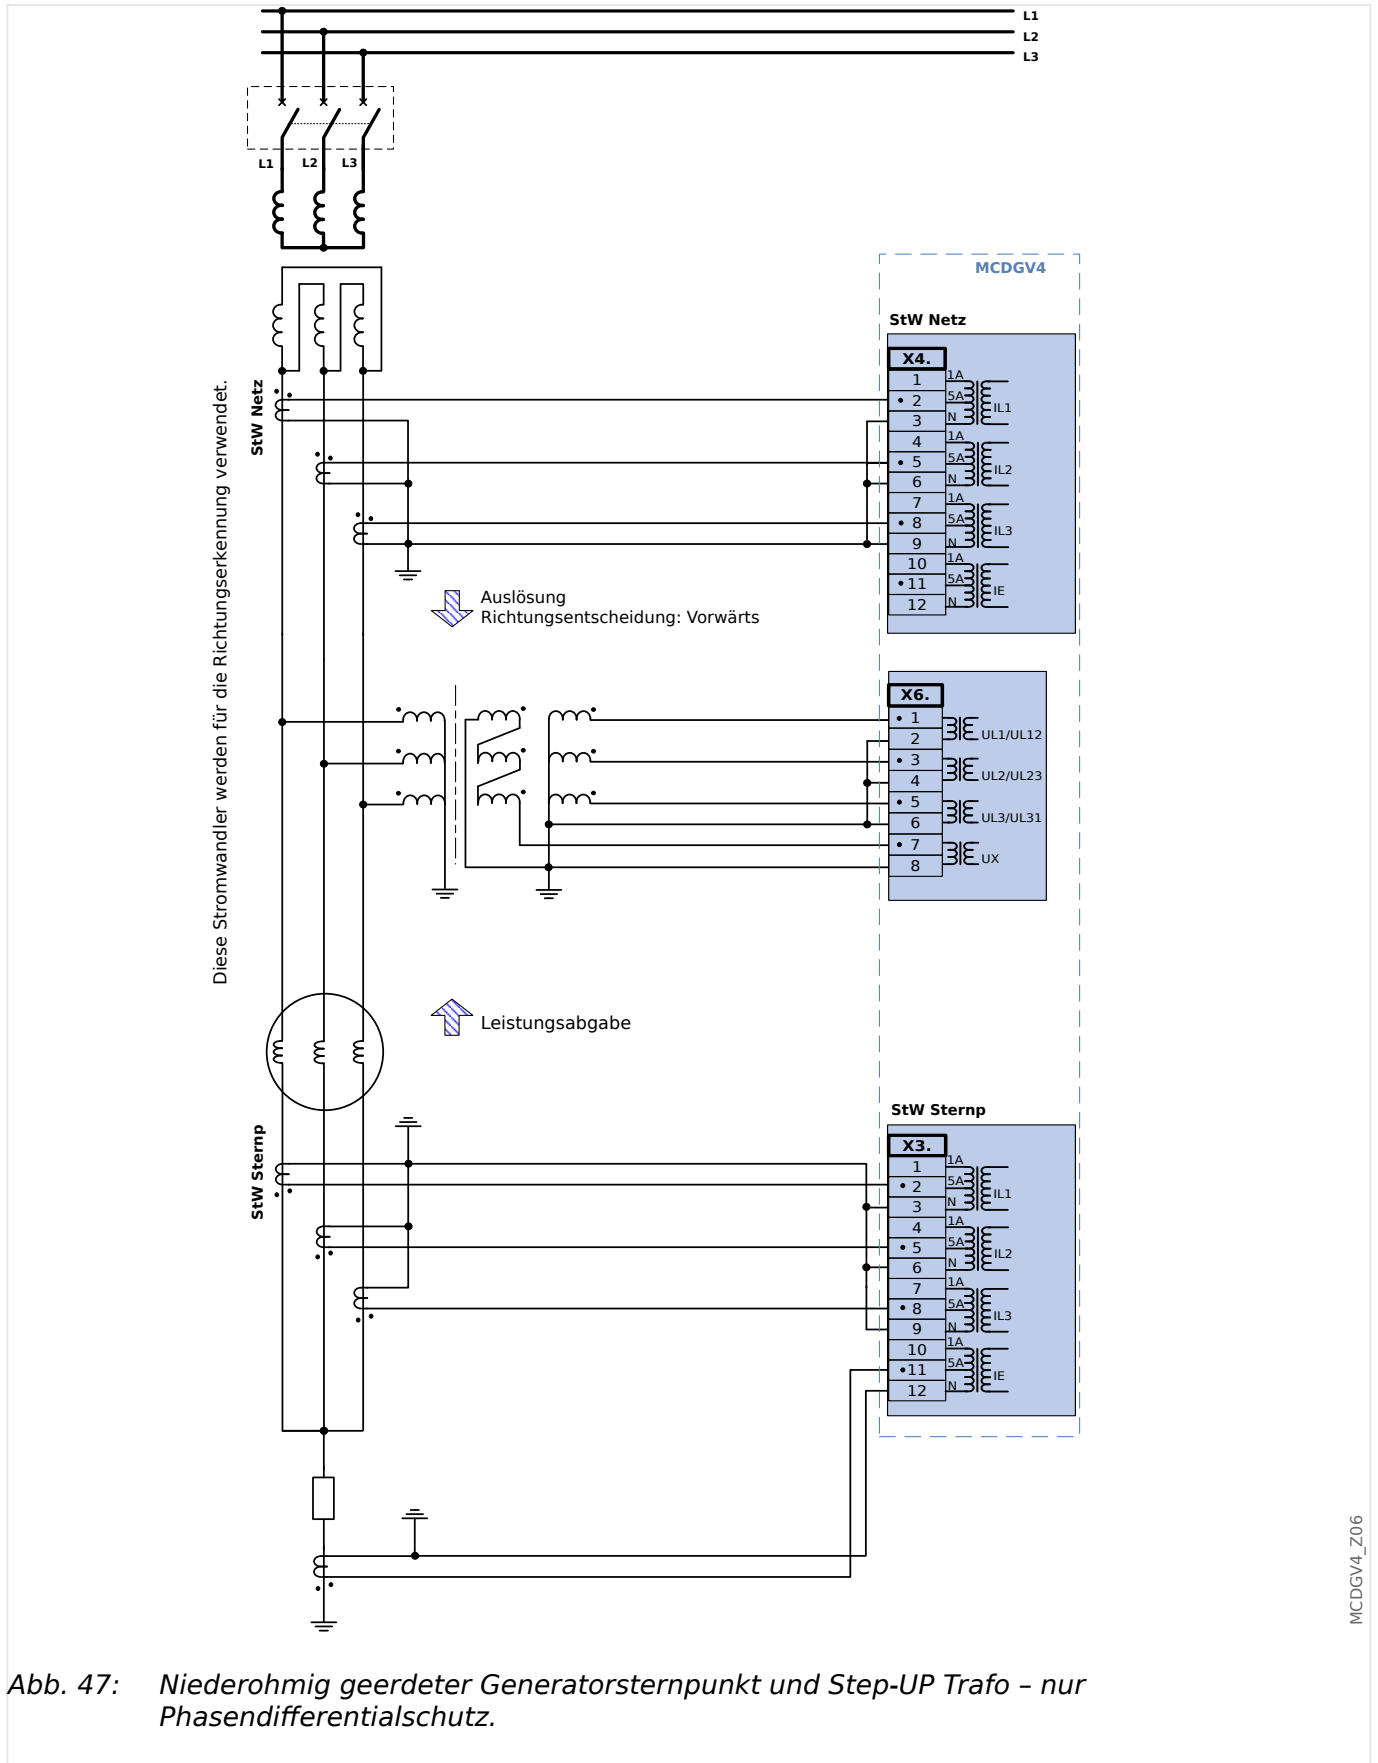 L1
L2
L3
L1
L2
L3
MCDGV4
StW Netz
X4.
1
1A
• 2
5A
IL1
3
N
4
1A
• 5
5A
IL2
6
N
7
1A
• 8
5A
IL3
9
N
10
1A
•11
5A
IE
12
N
StW Netz
Diese Stromwandler werden für die Richtungserkennung verwendet.
Auslösung
Richtungsentscheidung: Vorwärts
X6.
• 1
2
UL1/UL12
• 3
4
UL2/UL23
• 5
6
UL3/UL31
• 7
8
UX
Leistungsabgabe
StW Sternp
StW Sternp
X3.
1
1A
• 2
5A
IL1
3
N
4
1A
• 5
5A
IL2
6
N
7
1A
• 8
5A
IL3
9
N
10
1A
•11
5A
IE
12
N
MCDGV4_Z06
Abb. 47: Niederohmig geerdeter Generatorsternpunkt und Step-UP Trafo – nur
Phasendifferentialschutz.